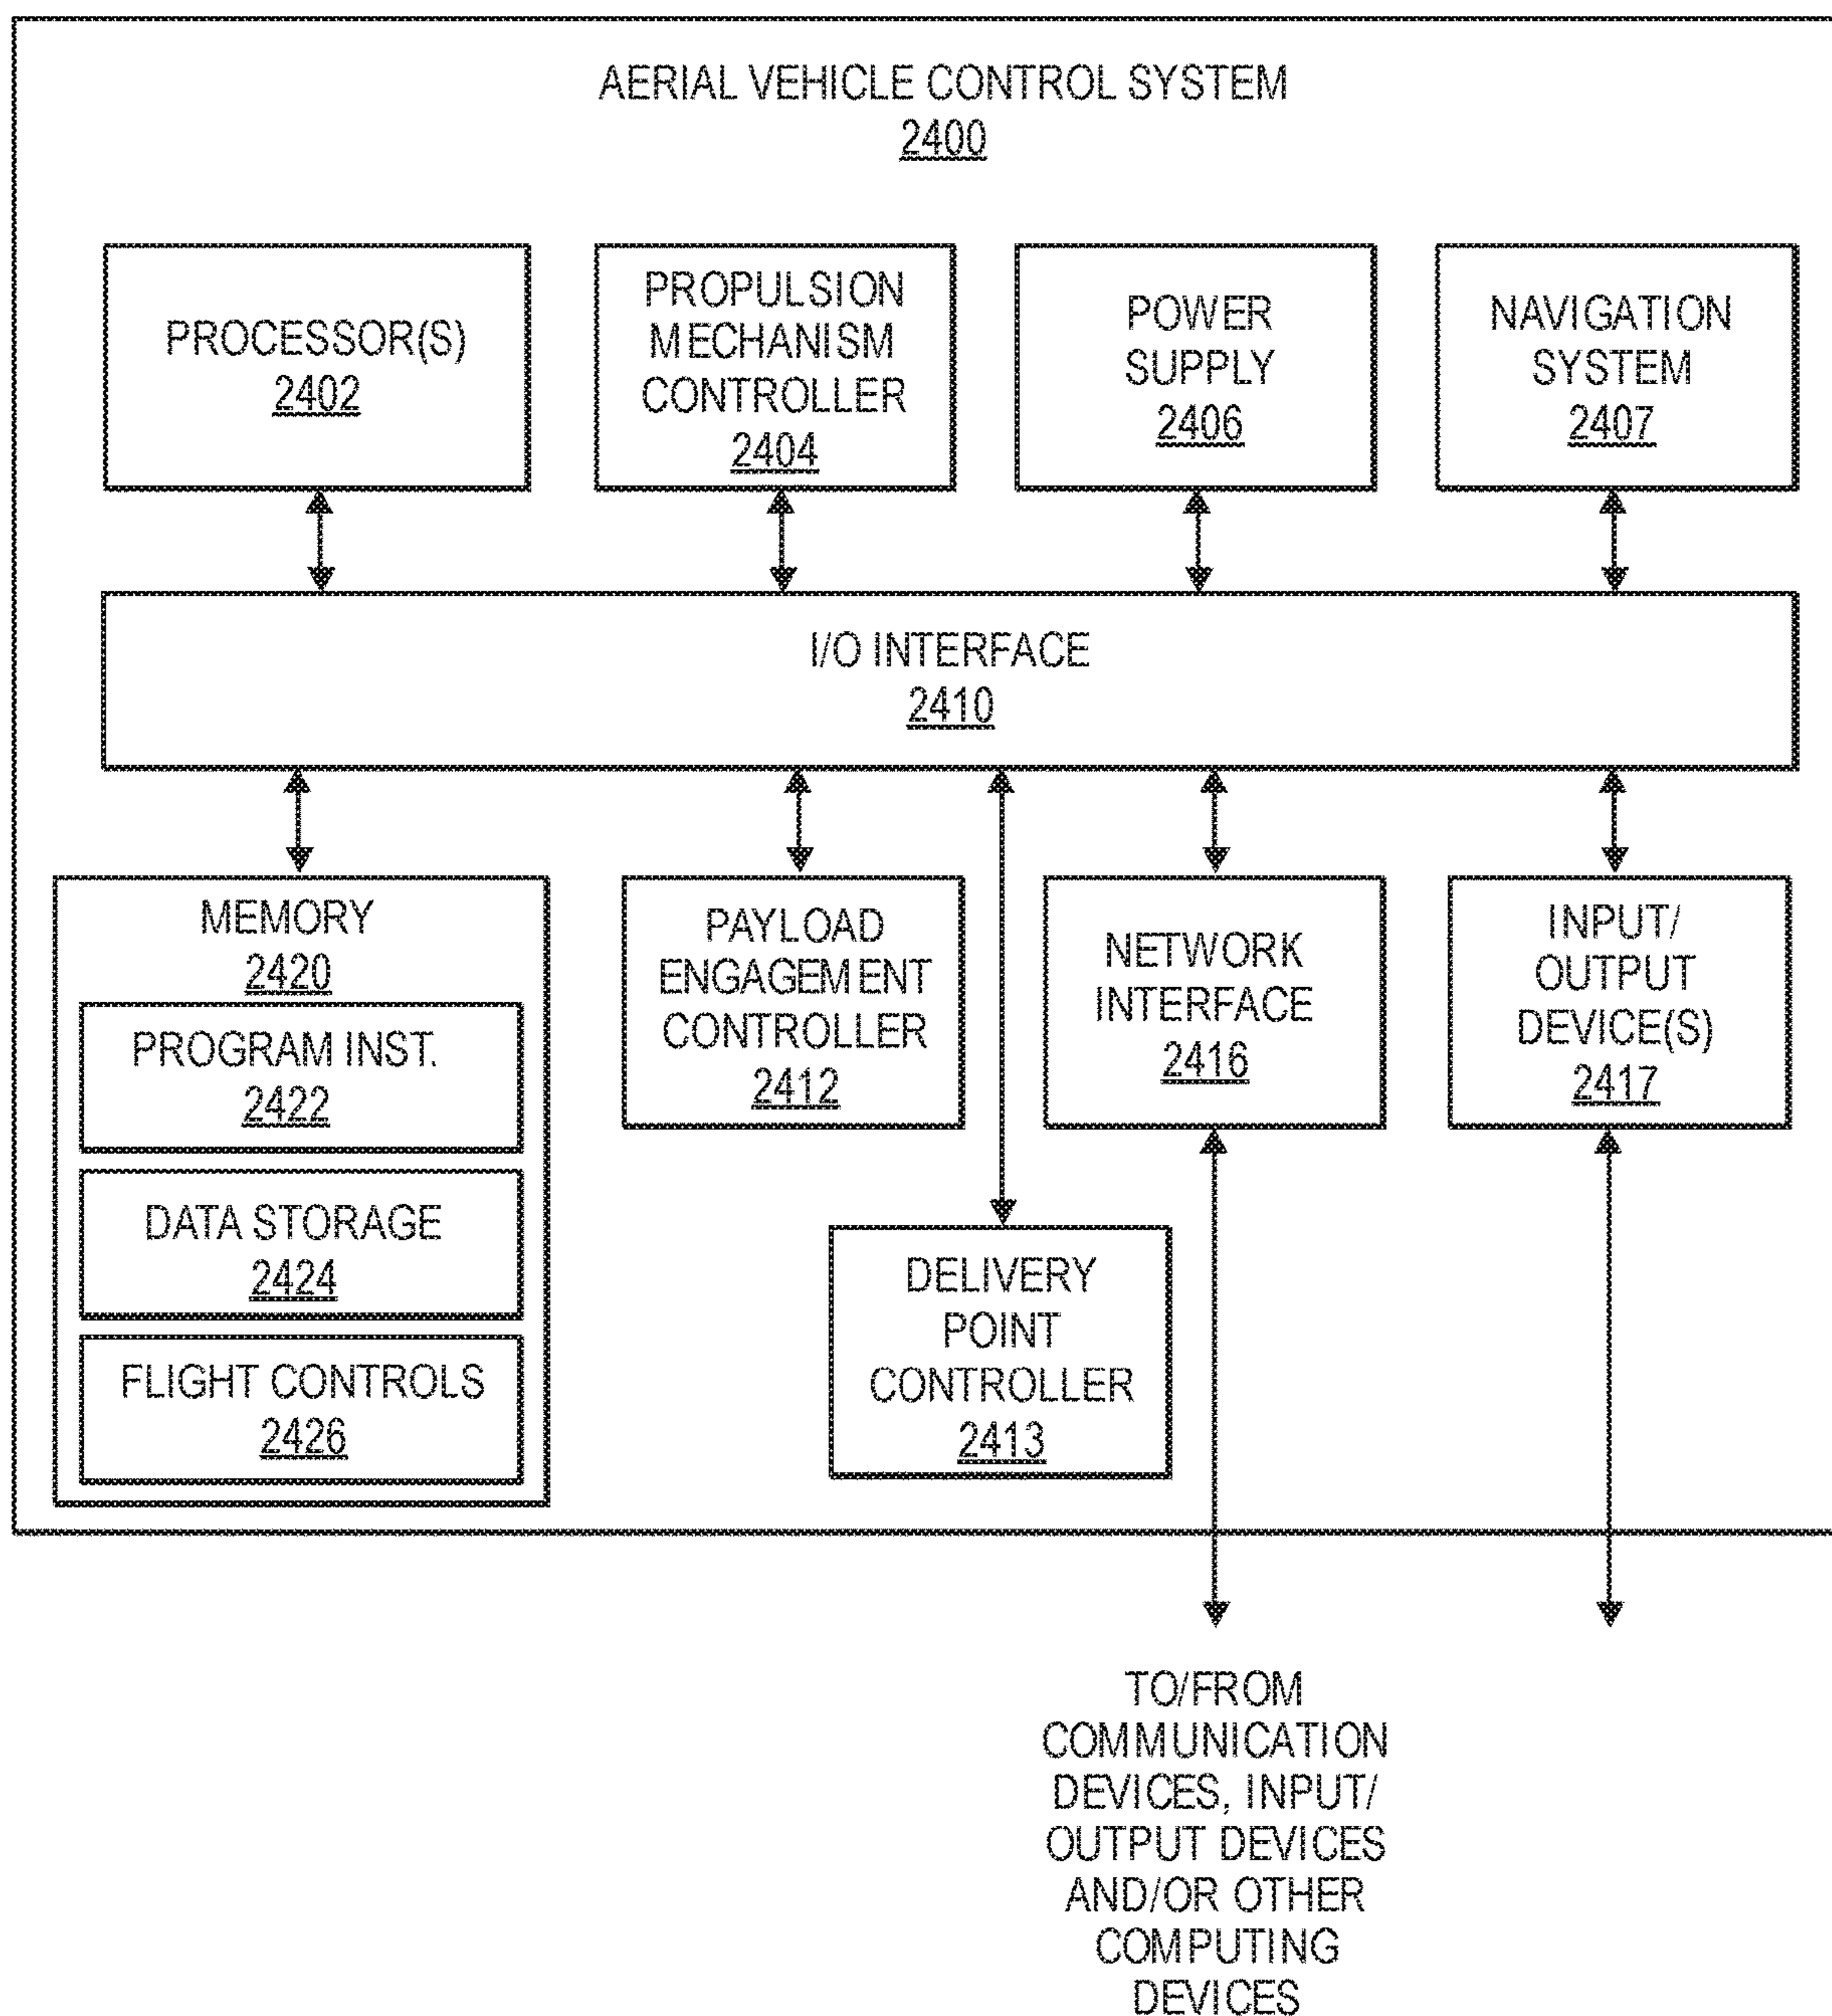 AERIAL VEHICLE CONTROL SYSTEM
2400
PROCESSOR(S)
2402
PROPULSION
MECHANISM
CONTROLLER
2404
POWER
SUPPLY
2406
NAVIGATION
SYSTEM
2407
I/O INTERFACE
2410
MEMORY
2420
PROGRAM INST.
2422
DATA STORAGE
2424
FLIGHT CONTROLS
2426
PAYLOAD
ENGAGEMENT
CONTROLLER
2412
DELIVERY
POINT
CONTROLLER
2413
NETWORK
INTERFACE
2416
INPUT/
OUTPUT
DEVICE(S)
2417
TO/FROM
COMMUNICATION
DEVICES, INPUT/
OUTPUT DEVICES
AND/OR OTHER
COMPUTING
DEVICES